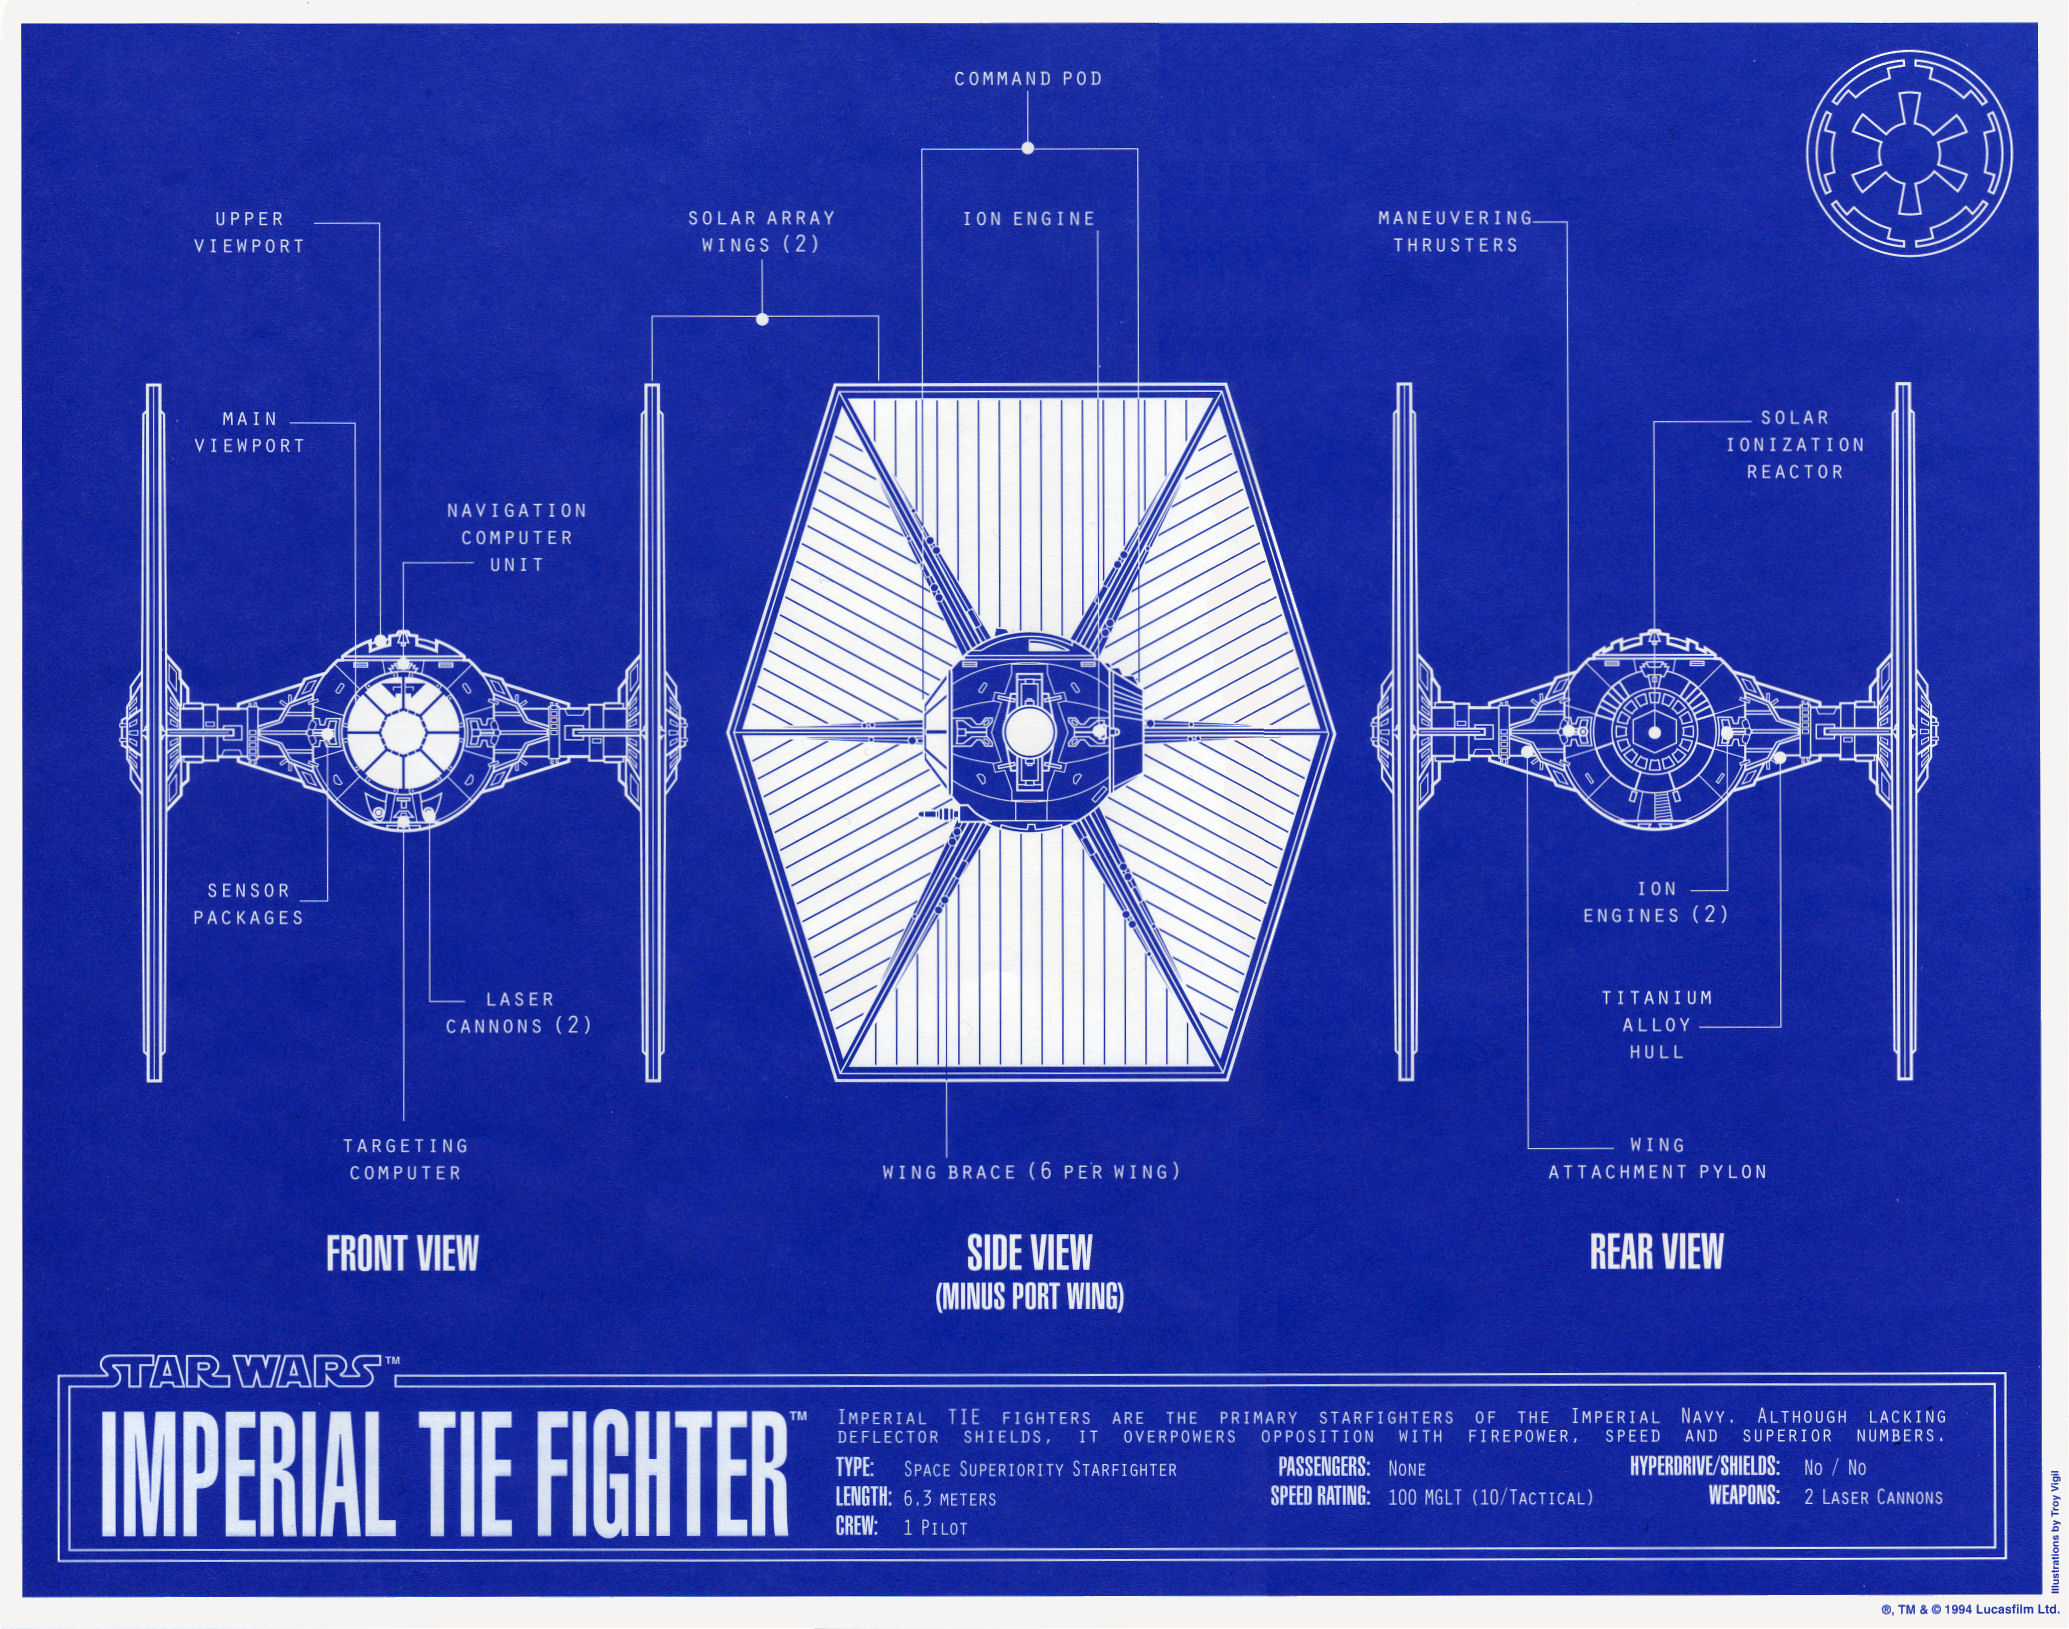 COMMAND POD
UPPER
VIEWPORT
SOLAR ARRAY
WINGS (2)
ION ENGINE
MANEUVERING
THRUSTERS
MAIN
VIEWPORT
SOLAR
IONIZATION
REACTOR
NAVIGATION
COMPUTER
UNIT
SENSOR
PACKAGES
ION
ENGINES (2)
LASER
CANNONS (2)
TITANIUM
ALLOY
HULL
TARGETING
COMPUTER
WING BRACE (6 PER WING)
WING
ATTACHMENT PYLON
FRONT VIEW
SIDE VIEW
(MINUS PORT WING)
REAR VIEW
STAR WARS™
IMPERIAL TIE FIGHTER™
IMPERIAL TIE FIGHTERS ARE THE PRIMARY STARFIGHTERS OF THE IMPERIAL NAVY. ALTHOUGH LACKING
DEFLECTOR SHIELDS, IT OVERPOWERS OPPOSITION WITH FIREPOWER, SPEED AND SUPERIOR NUMBERS.
TYPE: SPACE SUPERIORITY STARFIGHTER
LENGTH: 6.3 METERS
CREW: 1 PILOT
PASSENGERS: NONE
SPEED RATING: 100 MGLT (10/TACTICAL)
HYPERDRIVE/SHIELDS: NO / NO
WEAPONS: 2 LASER CANNONS
Illustrations by Troy Vigil
®, TM & © 1994 Lucasfilm Ltd.